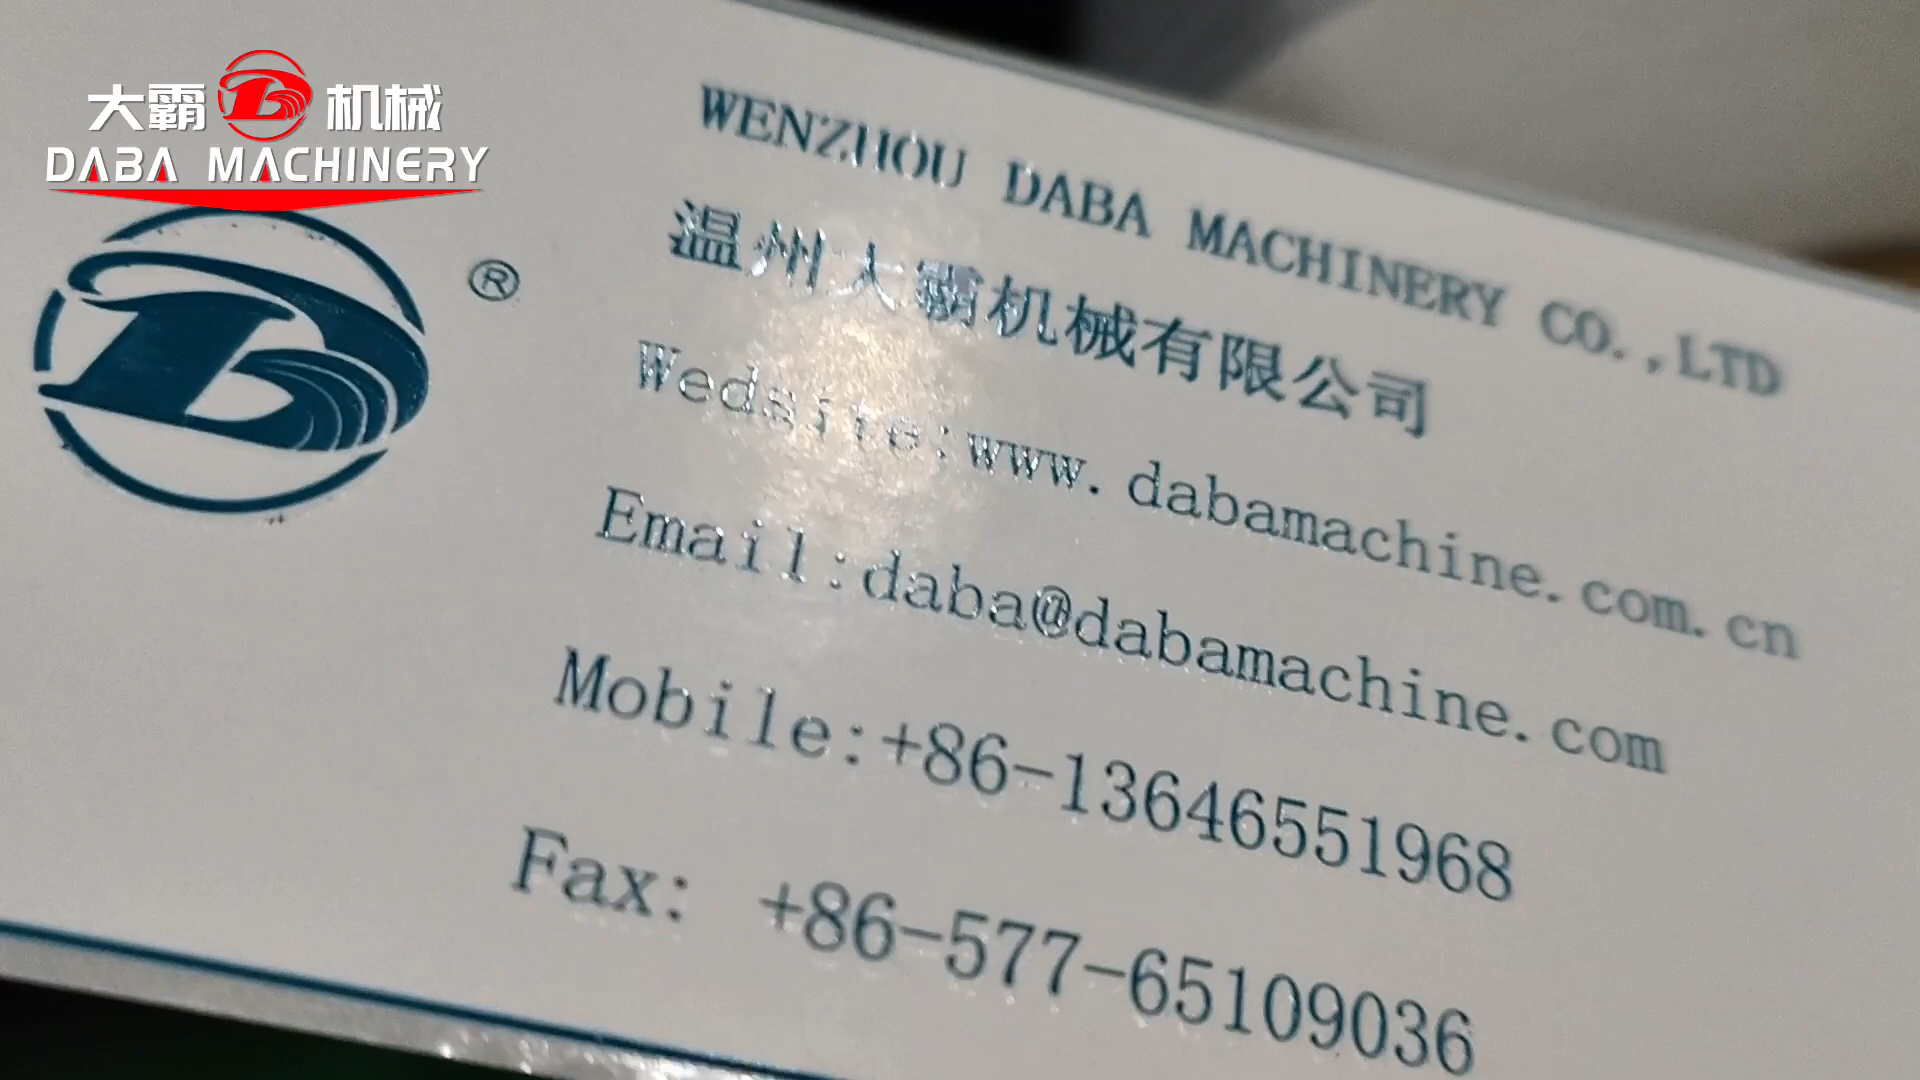 大霸 机械
DABA MACHINERY
®
WENZHOU DABA MACHINERY CO.,LTD
温州大霸机械有限公司
Wedsite:www.dabamachine.com.cn
Email:daba@dabamachine.com
Mobile:+86-13646551968
Fax: +86-577-65109036